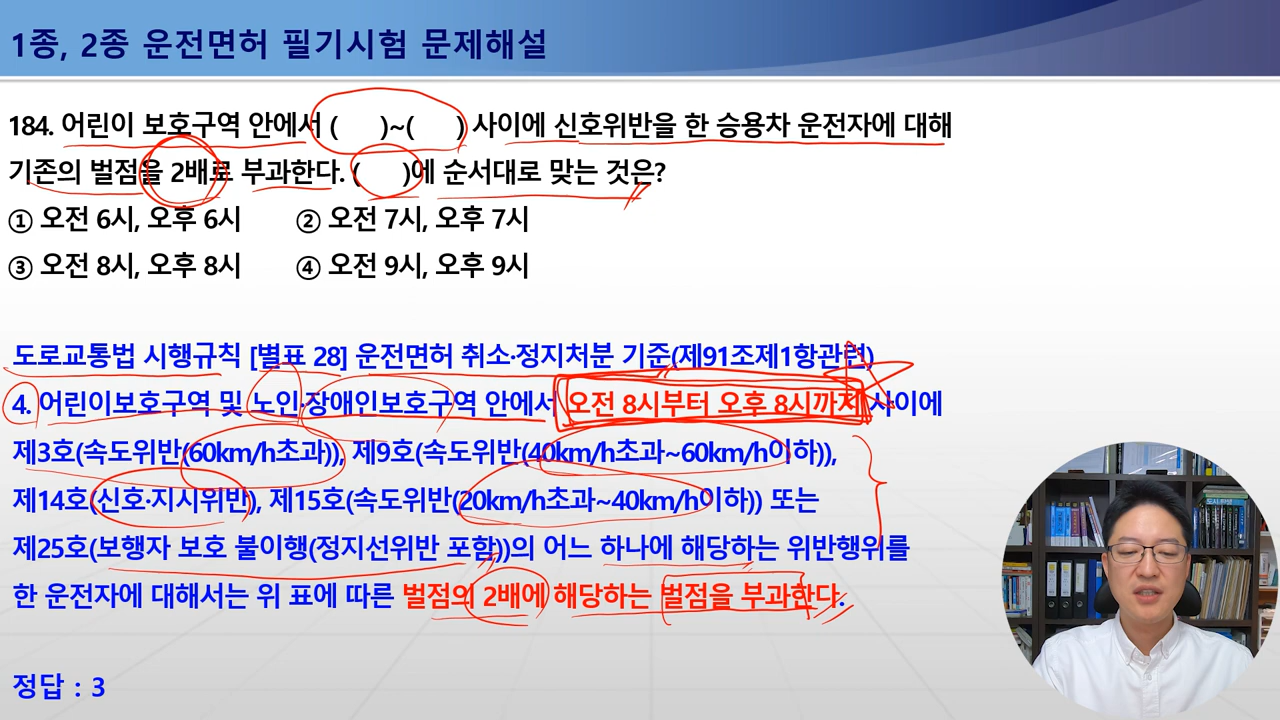 1종, 2종 운전면허 필기시험 문제해설
184. 어린이 보호구역 안에서 ( )~( ) 사이에 신호위반을 한 승용차 운전자에 대해
기존의 벌점을 2배로 부과한다. ( )에 순서대로 맞는 것은?
① 오전 6시, 오후 6시 ② 오전 7시, 오후 7시
③ 오전 8시, 오후 8시 ④ 오전 9시, 오후 9시
도로교통법 시행규칙 [별표 28] 운전면허 취소·정지처분 기준(제91조제1항관련)
4. 어린이보호구역 및 노인·장애인보호구역 안에서 오전 8시부터 오후 8시까지 사이에
제3호(속도위반(60km/h초과)), 제9호(속도위반(40km/h초과~60km/h이하)),
제14호(신호·지시위반), 제15호(속도위반(20km/h초과~40km/h이하)) 또는
제25호(보행자 보호 불이행(정지선위반 포함))의 어느 하나에 해당하는 위반행위를
한 운전자에 대해서는 위 표에 따른 벌점의 2배에 해당하는 벌점을 부과한다.
정답 : 3